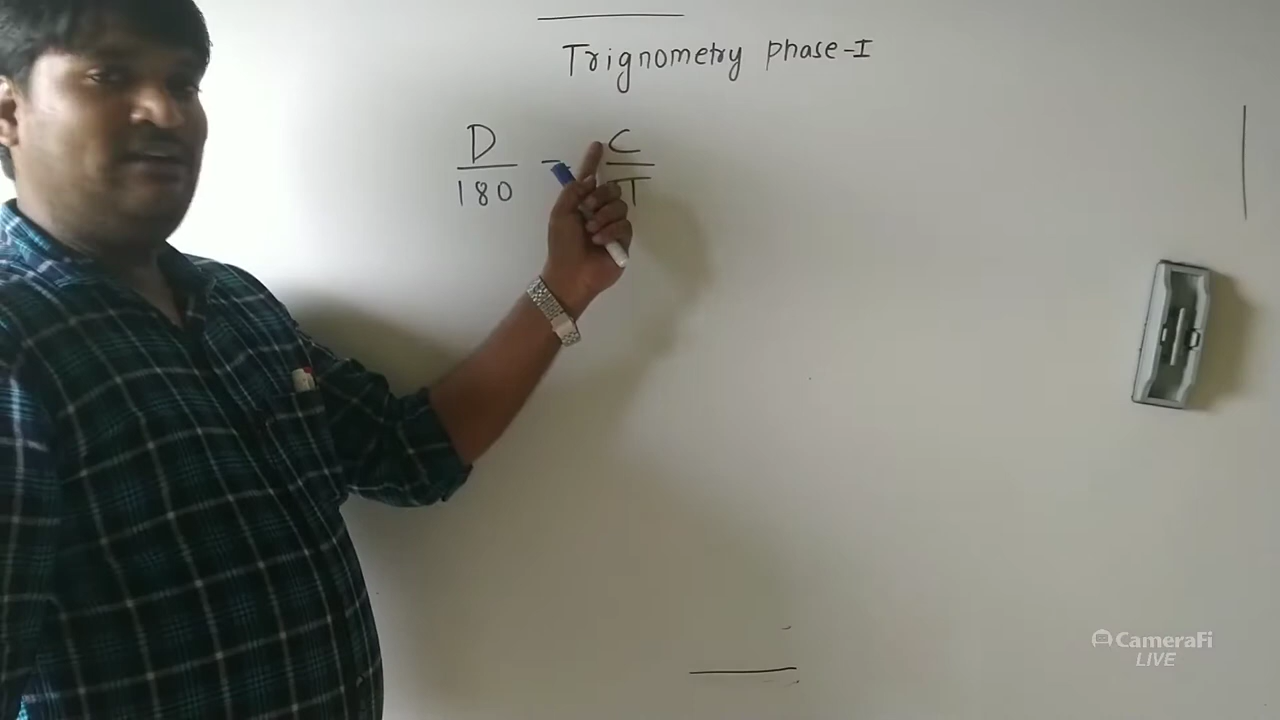 Trignometry phase-I
D/180 = C/π
CameraFi
LIVE